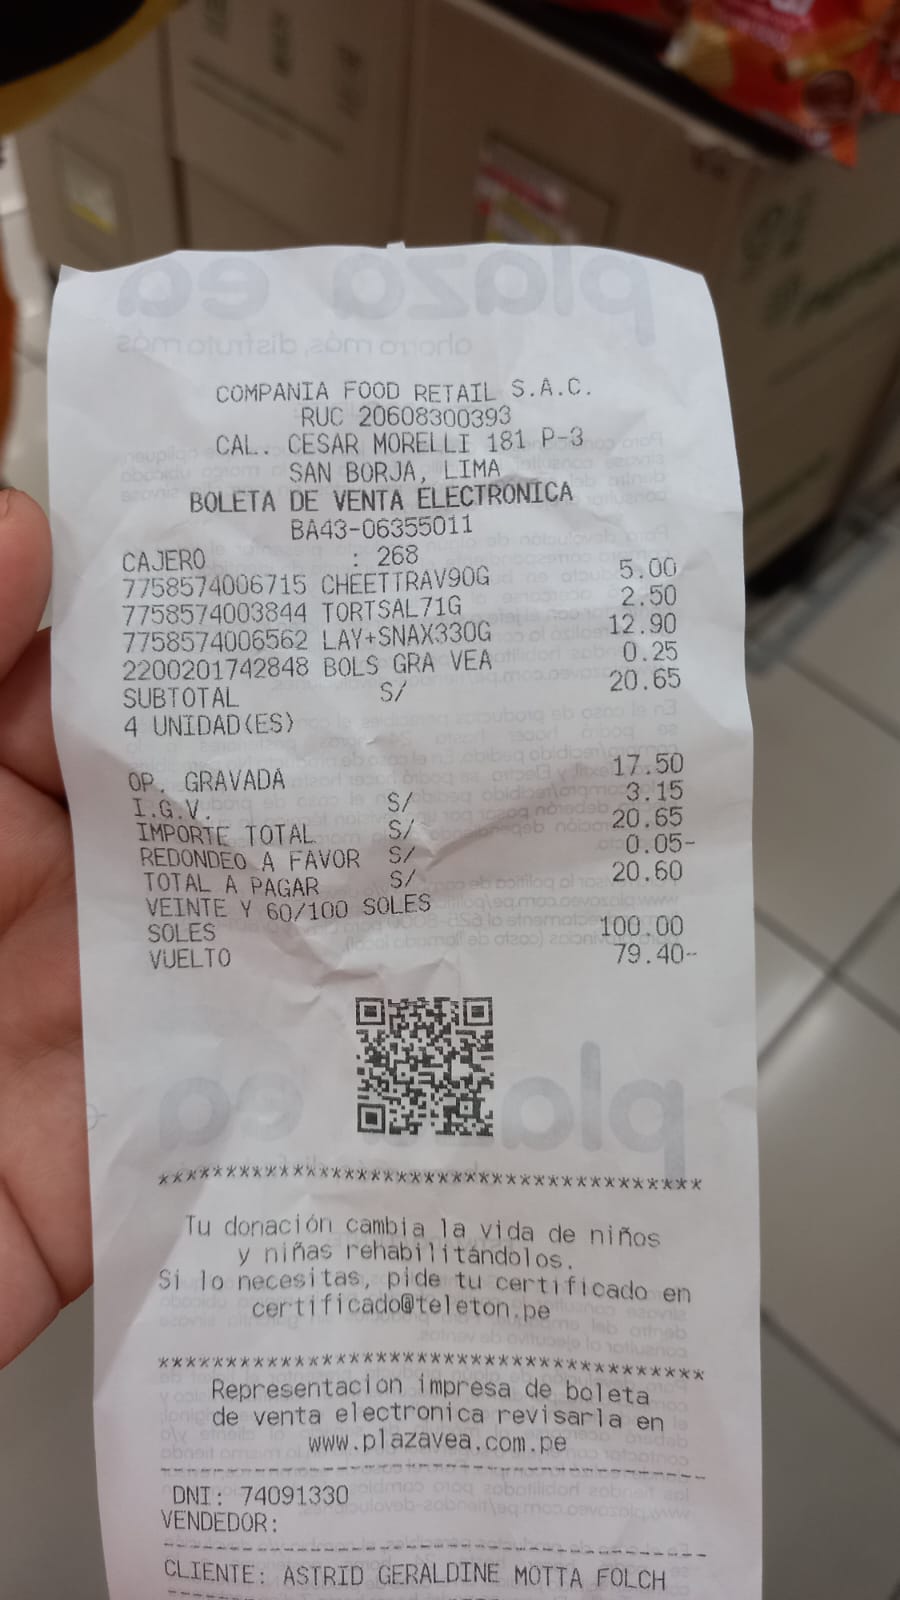 COMPANIA FOOD RETAIL S.A.C.
RUC 20608300393
CAL. CESAR MORELLI 181 P-3
SAN BORJA, LIMA
BOLETA DE VENTA ELECTRONICA
BA43-06355011
CAJERO : 268
7758574006715 CHEETTRAV90G 5.00
7758574003844 TORTSAL71G 2.50
7758574006562 LAY+SNAX330G 12.90
2200201742848 BOLS GRA VEA 0.25
SUBTOTAL S/ 20.65
4 UNIDAD(ES)
OP. GRAVADA 17.50
I.G.V. S/ 3.15
IMPORTE TOTAL S/ 20.65
REDONDEO A FAVOR S/ 0.05-
TOTAL A PAGAR S/ 20.60
VEINTE Y 60/100 SOLES
SOLES 100.00
VUELTO 79.40-
plaza ea
*****************************************
Tu donación cambia la vida de niños
y niñas rehabilitándolos.
Si lo necesitas, pide tu certificado en
certificado@teleton.pe
*****************************************
Representacion impresa de boleta
de venta electronica revisarla en
www.plazavea.com.pe
-----------------------------------------
DNI: 74091330
VENDEDOR:
-----------------------------------------
CLIENTE: ASTRID GERALDINE MOTTA FOLCH
-----------------------------------------